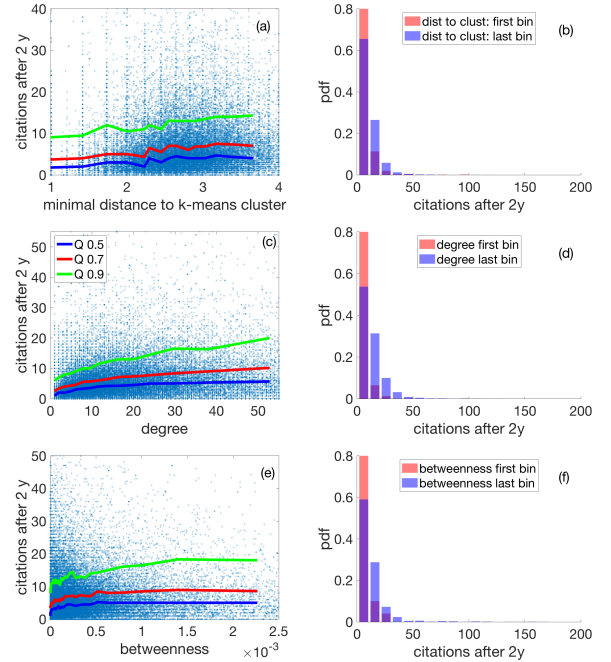 40
30
20
10
0
citations after 2 y
(a)
1
2
3
4
minimal distance to k-means cluster
0.8
0.6
0.4
0.2
0
pdf
dist to clust: first bin
dist to clust: last bin
(b)
0
50
100
150
200
citations after 2y
50
40
30
20
10
0
citations after 2 y
Q 0.5
Q 0.7
Q 0.9
(c)
0
10
20
30
40
50
degree
0.8
0.6
0.4
0.2
0
pdf
degree first bin
degree last bin
(d)
0
50
100
150
200
citations after 2y
50
40
30
20
10
0
citations after 2 y
(e)
0
0.5
1
1.5
2
2.5
betweenness
×10⁻³
0.8
0.6
0.4
0.2
0
pdf
betweenness first bin
betweenness last bin
(f)
0
50
100
150
200
citations after 2y